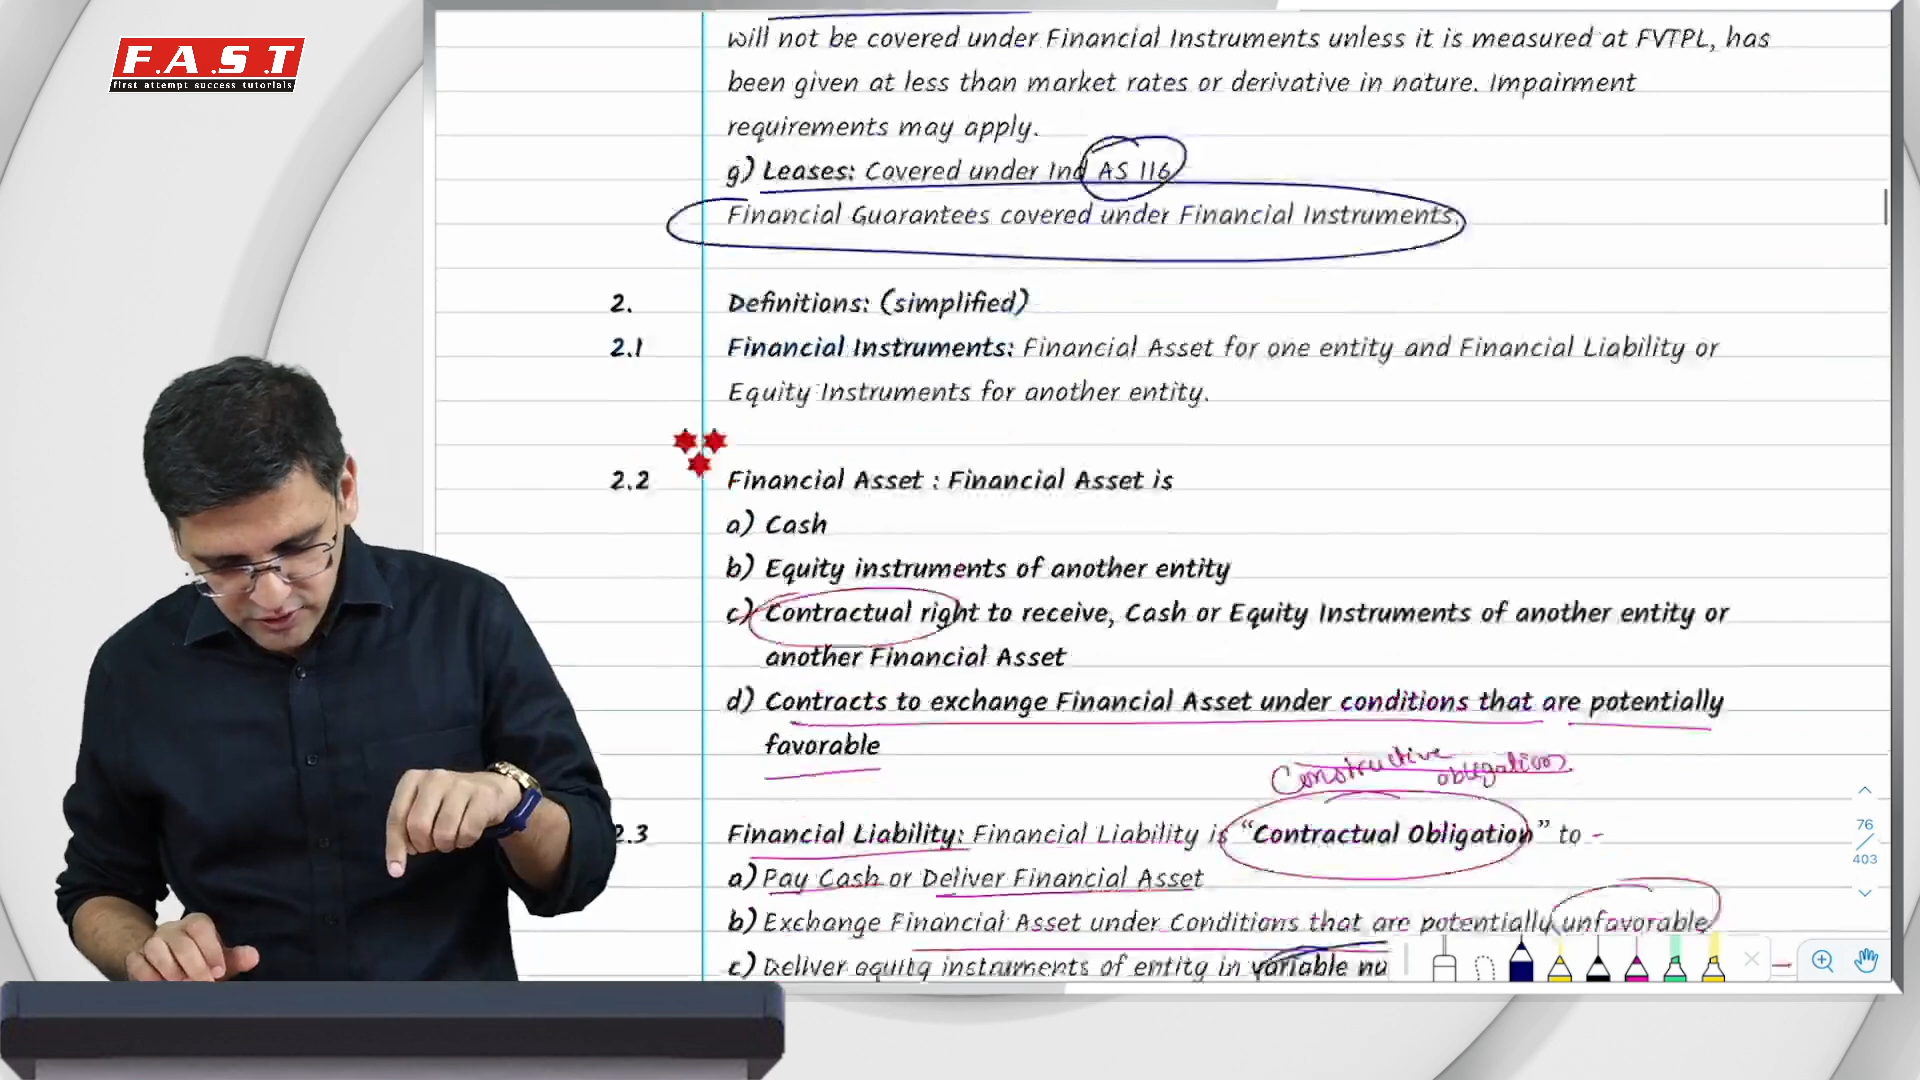 F.A.S.T
first attempt success tutorials
will not be covered under Financial Instruments unless it is measured at FVTPL, has
been given at less than market rates or derivative in nature. Impairment
requirements may apply.
g) Leases: Covered under Ind AS 116
Financial Guarantees covered under Financial Instruments.
2. Definitions: (simplified)
2.1 Financial Instruments: Financial Asset for one entity and Financial Liability or
Equity Instruments for another entity.
2.2 Financial Asset : Financial Asset is
a) Cash
b) Equity instruments of another entity
c) Contractual right to receive, Cash or Equity Instruments of another entity or
another Financial Asset
d) Contracts to exchange Financial Asset under conditions that are potentially
favorable
Constructive obligation
2.3 Financial Liability: Financial Liability is "Contractual Obligation" to -
a) Pay Cash or Deliver Financial Asset
b) Exchange Financial Asset under Conditions that are potentially unfavorable
c) Deliver equity instruments of entity in variable nu
76
403